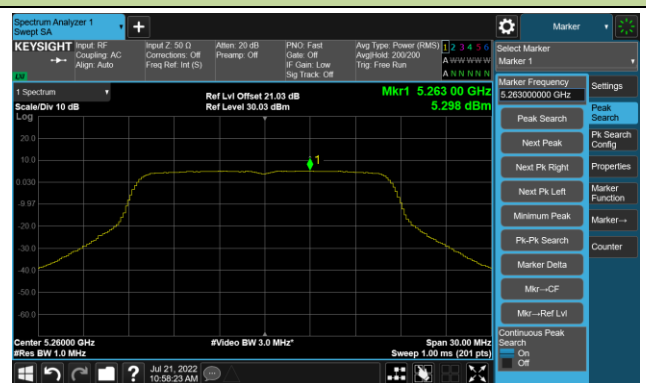 Spectrum Analyzer 1
Swept SA
Marker
KEYSIGHT
Input: RF
Coupling: AC
Align: Auto
Input Z: 50 Ω
Corrections: Off
Freq Ref: Int (S)
Atten: 20 dB
Preamp: Off
PNO: Fast
Gate: Off
IF Gain: Low
Sig Track: Off
Avg Type: Power (RMS)
Avg|Hold: 200/200
Trig: Free Run
1 2 3 4 5 6
A W W W W W
A N N N N N
LW
Select Marker
Marker 1
1 Spectrum
Scale/Div 10 dB
Log
Ref Lvl Offset 21.03 dB
Ref Level 30.03 dBm
Mkr1 5.263 00 GHz
5.298 dBm
1
20.0
10.0
0.030
-9.97
-20.0
-30.0
-40.0
-50.0
-60.0
Center 5.26000 GHz
#Res BW 1.0 MHz
#Video BW 3.0 MHz*
Span 30.00 MHz
Sweep 1.00 ms (201 pts)
Marker Frequency
5.263000000 GHz
Peak Search
Next Peak
Next Pk Right
Next Pk Left
Minimum Peak
Pk-Pk Search
Marker Delta
Mkr→CF
Mkr→Ref Lvl
Continuous Peak
Search
On
Off
Settings
Peak
Search
Pk Search
Config
Properties
Marker
Function
Marker→
Counter
Jul 21, 2022
10:58:23 AM